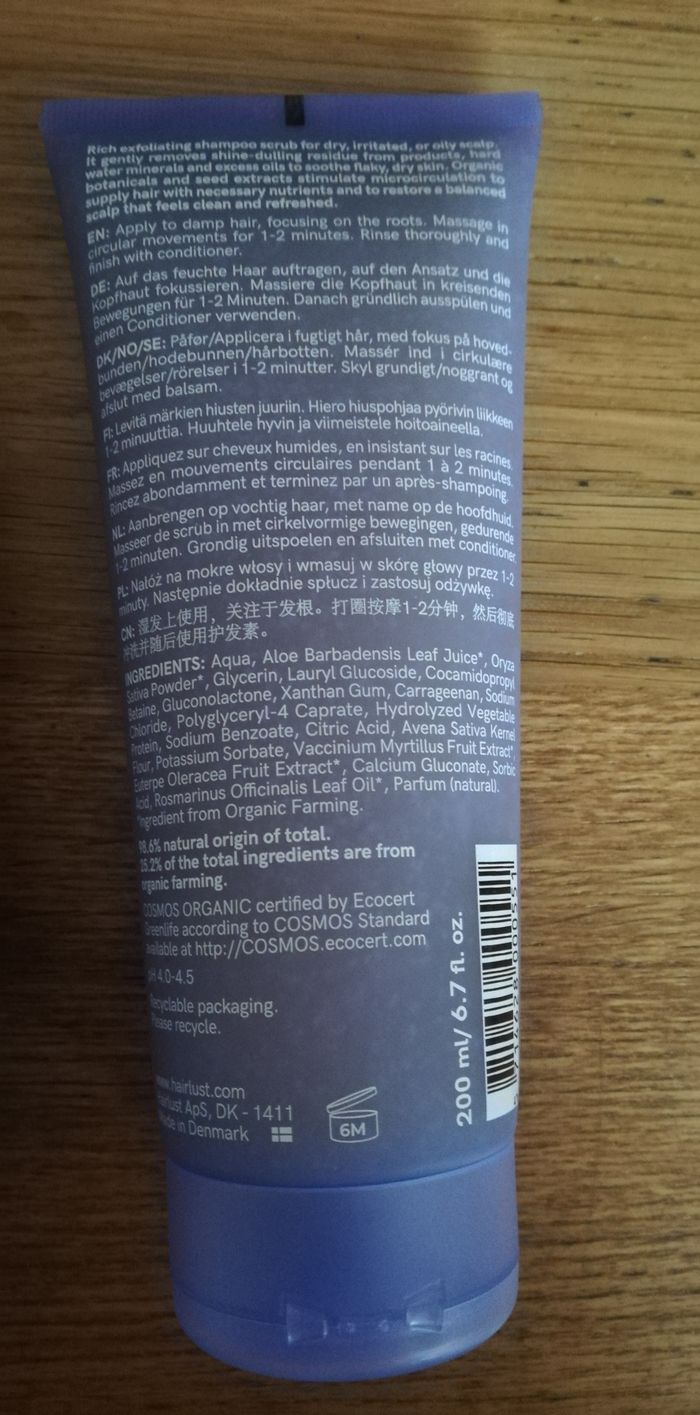 Rich exfoliating shampoo scrub for dry, irritated, or oily scalp.
It gently removes shine-dulling residue from products, hard
water minerals and excess oils to soothe flaky, dry skin. Organic
botanicals and seed extracts stimulate microcirculation to
supply hair with necessary nutrients and to restore a balanced
scalp that feels clean and refreshed.
EN: Apply to damp hair, focusing on the roots. Massage in
circular movements for 1-2 minutes. Rinse thoroughly and
finish with conditioner.
DE: Auf das feuchte Haar auftragen, auf den Ansatz und die
Kopfhaut fokussieren. Massiere die Kopfhaut in kreisenden
Bewegungen für 1-2 Minuten. Danach gründlich ausspülen und
einen Conditioner verwenden.
DK/NO/SE: Påfør/Applicera i fugtigt hår, med fokus på hoved-
bunden/hodebunnen/hårbotten. Massér ind i cirkulære
bevægelser/rörelser i 1-2 minutter. Skyl grundigt/noggrant og
afslut med balsam.
FI: Levitä märkien hiusten juuriin. Hiero hiuspohjaa pyörivin liikkeen
1-2 minuuttia. Huuhtele hyvin ja viimeistele hoitoaineella.
FR: Appliquez sur cheveux humides, en insistant sur les racines.
Massez en mouvements circulaires pendant 1 à 2 minutes.
Rincez abondamment et terminez par un après-shampoing.
NL: Aanbrengen op vochtig haar, met name op de hoofdhuid.
Masseer de scrub in met cirkelvormige bewegingen, gedurende
1-2 minuten. Grondig uitspoelen en afsluiten met conditioner.
PL: Nałóż na mokre włosy i wmasuj w skórę głowy przez 1-2
minuty. Następnie dokładnie spłucz i zastosuj odżywkę.
CN: 湿发上使用，关注于发根。打圈按摩1-2分钟，然后彻底
冲洗并随后使用护发素。
INGREDIENTS: Aqua, Aloe Barbadensis Leaf Juice*, Oryza
Sativa Powder*, Glycerin, Lauryl Glucoside, Cocamidopropyl
Betaine, Gluconolactone, Xanthan Gum, Carrageenan, Sodium
Chloride, Polyglyceryl-4 Caprate, Hydrolyzed Vegetable
Protein, Sodium Benzoate, Citric Acid, Avena Sativa Kernel
Flour, Potassium Sorbate, Vaccinium Myrtillus Fruit Extract*,
Euterpe Oleracea Fruit Extract*, Calcium Gluconate, Sorbic
Acid, Rosmarinus Officinalis Leaf Oil*, Parfum (natural).
*Ingredient from Organic Farming.
98.6% natural origin of total.
35.2% of the total ingredients are from
organic farming.
COSMOS ORGANIC certified by Ecocert
Greenlife according to COSMOS Standard
available at http://COSMOS.ecocert.com
pH 4.0-4.5
Recyclable packaging.
Please recycle.
www.hairlust.com
Hairlust ApS, DK - 1411
Made in Denmark
6M
200 ml/ 6.7 fl. oz.